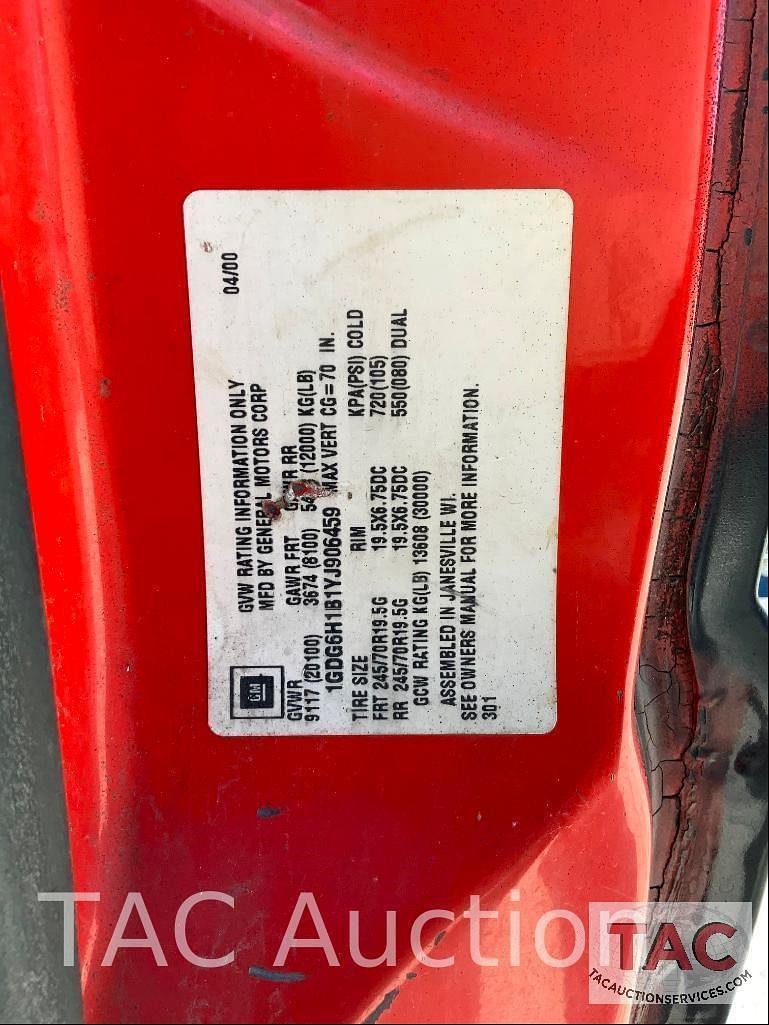 04/00
GVW RATING INFORMATION ONLY
MFD BY GENERAL MOTORS CORP
GM
GVWR GAWR FRT RR
9117 (20100) 3674 (8100) (12000) KG(LB)
1GDG6H1B1YJ906459 MAX VERT CG=70 IN.
TIRE SIZE RIM KPA(PSI) COLD
FRT 245/70R19.5G 19.5X6.75DC 720(105)
RR 245/70R19.5G 19.5X6.75DC 550(080) DUAL
GCW RATING KG(LB) 13608 (30000)
ASSEMBLED IN JANESVILLE WI.
SEE OWNERS MANUAL FOR MORE INFORMATION.
301
TAC Auction
TAC
TACAUCTIONSERVICES.COM